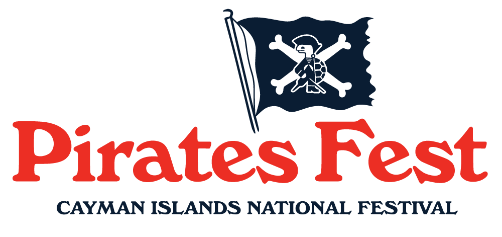 Pirates Fest
CAYMAN ISLANDS NATIONAL FESTIVAL